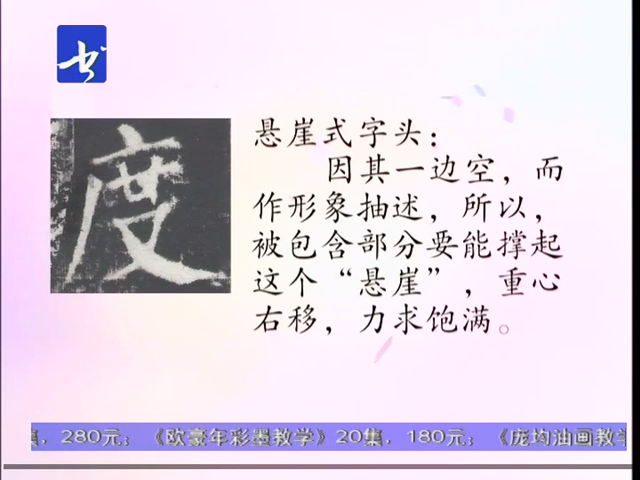 书
度
悬崖式字头：
因其一边空，而
作形象抽述，所以，
被包含部分要能撑起
这个“悬崖”，重心
右移，力求饱满。
集，280元；《欧豪年彩墨教学》20集，180元；《庞均油画教学